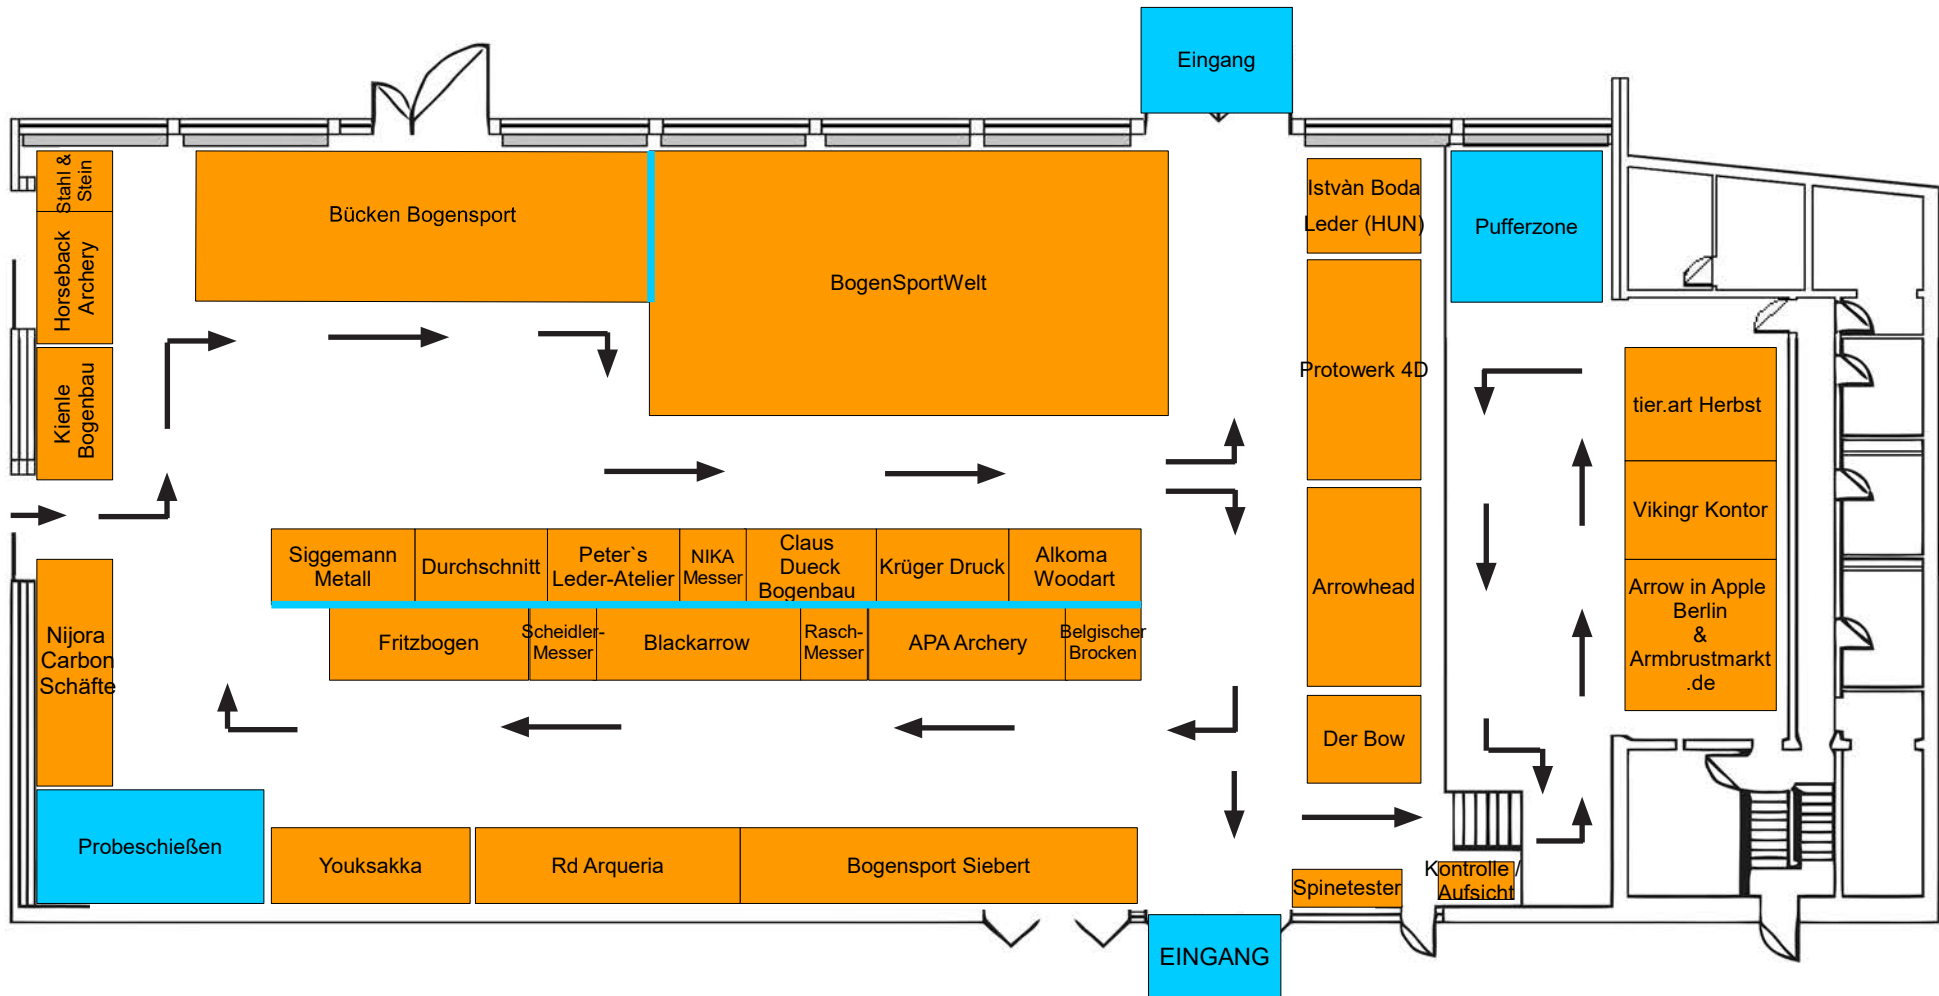 Eingang
Stahl &
Stein
Horseback
Archery
Kienle
Bogenbau
Bücken Bogensport
BogenSportWelt
Istvàn Boda
Leder (HUN)
Pufferzone
Protowerk 4D
tier.art Herbst
Vikingr Kontor
Arrow in Apple
Berlin
&
Armbrustmarkt
.de
Arrowhead
Der Bow
Siggemann
Metall
Durchschnitt
Peter`s
Leder-Atelier
NIKA
Messer
Claus
Dueck
Bogenbau
Krüger Druck
Alkoma
Woodart
Fritzbogen
Scheidler-
Messer
Blackarrow
Rasch-
Messer
APA Archery
Belgischer
Brocken
Nijora
Carbon
Schäfte
Probeschießen
Youksakka
Rd Arqueria
Bogensport Siebert
Spinetester
Kontrolle /
Aufsicht
EINGANG